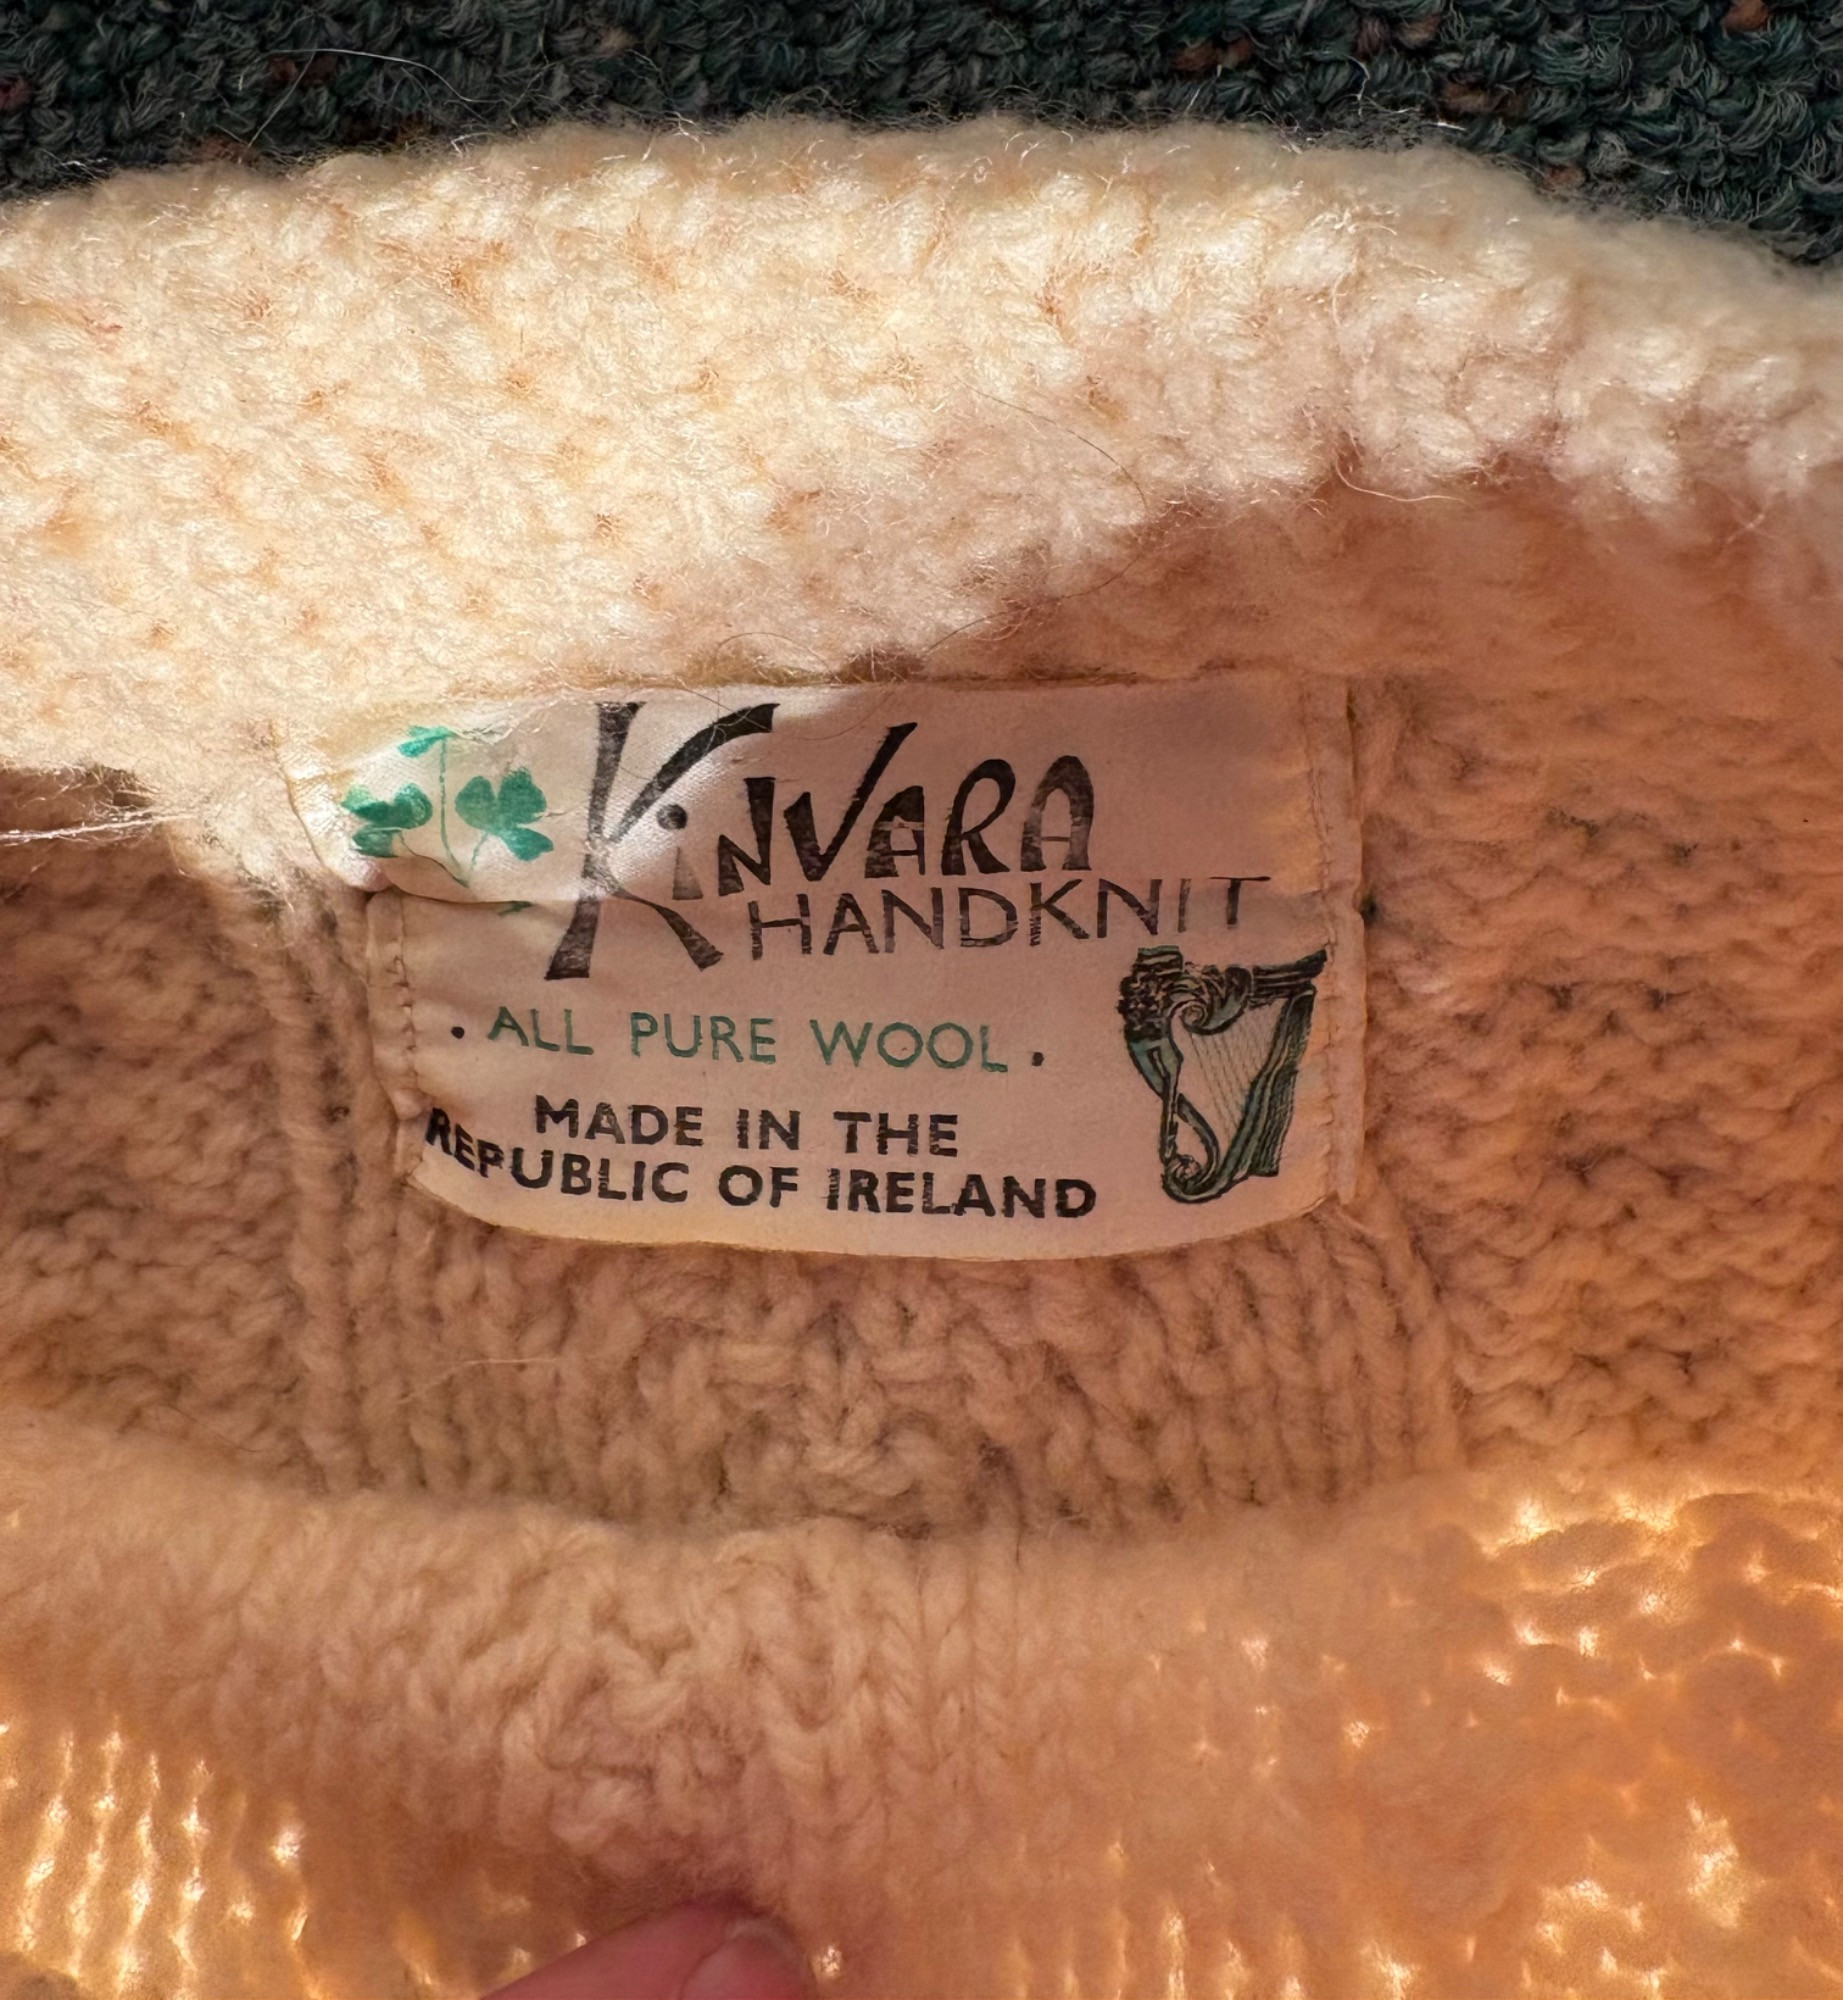 KiNVARA
HANDKNIT
. ALL PURE WOOL .
MADE IN THE
REPUBLIC OF IRELAND